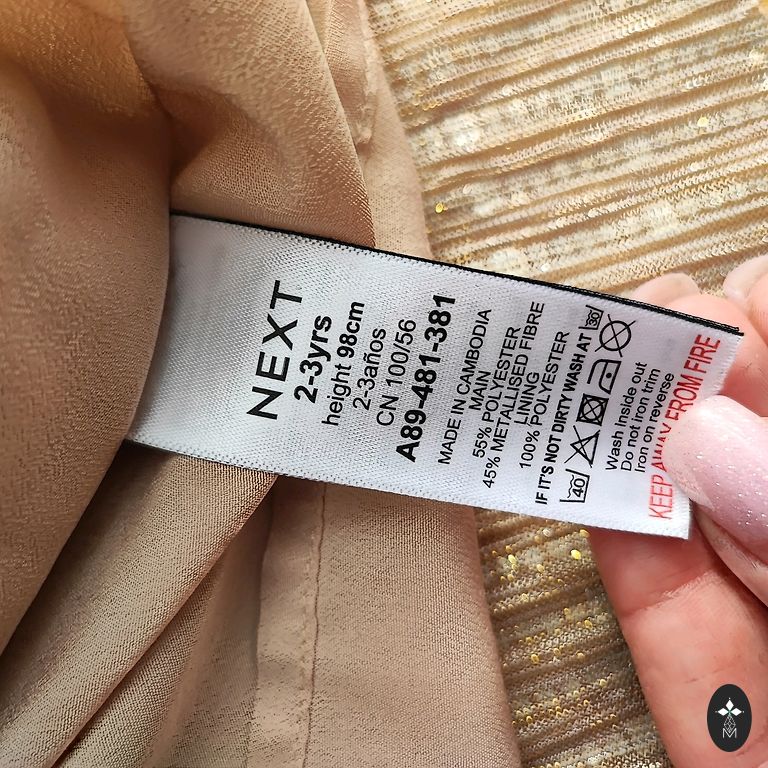 NEXT
2-3yrs
height 98cm
2-3años
CN 100/56
A89-481-381
MADE IN CAMBODIA
MAIN
55% POLYESTER
45% METALLISED FIBRE
LINING
100% POLYESTER
IF IT'S NOT DIRTY WASH AT 30
40
Wash Inside out
Do not iron trim
iron on reverse
KEEP AWAY FROM FIRE
M